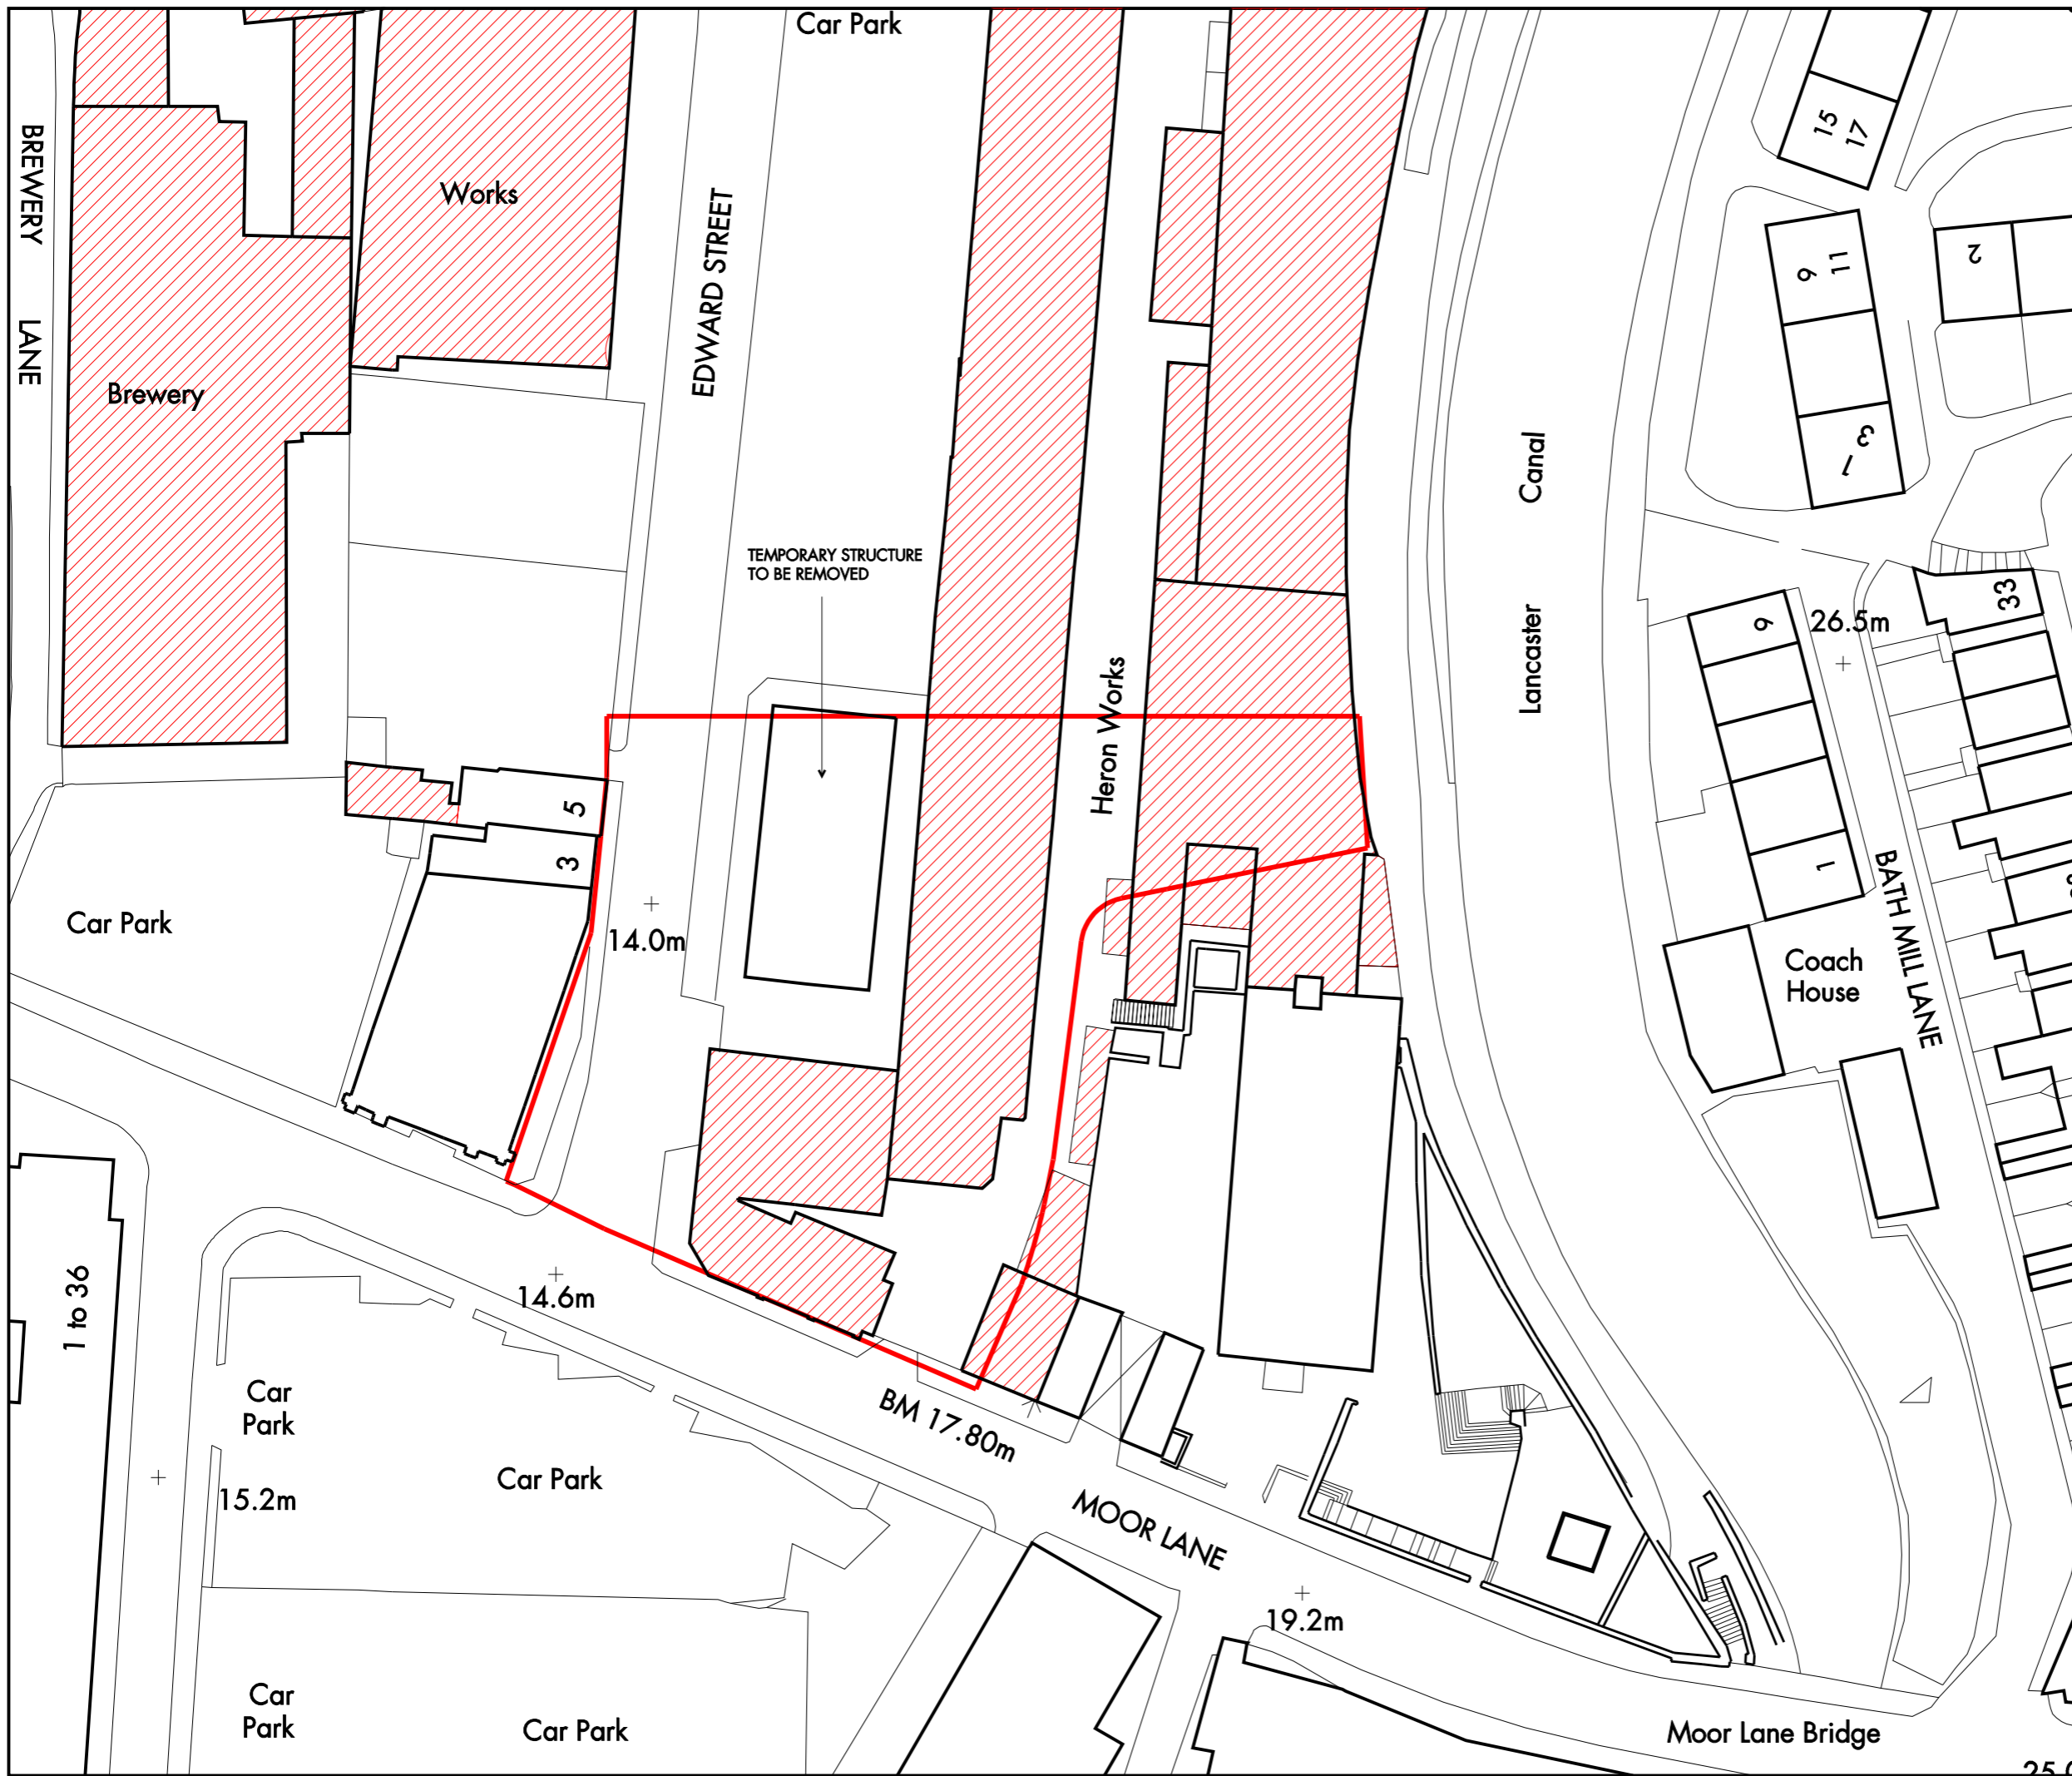 Car Park
BREWERY LANE
Works
EDWARD STREET
Brewery
15
17
9
11
2
3
1
Lancaster Canal
TEMPORARY STRUCTURE
TO BE REMOVED
Heron Works
9
26.5m
33
5
3
1
Car Park
14.0m
Coach
House
BATH MILL LANE
14.6m
1 to 36
Car
Park
15.2m
Car Park
BM 17.80m
MOOR LANE
19.2m
Car
Park
Car Park
Moor Lane Bridge